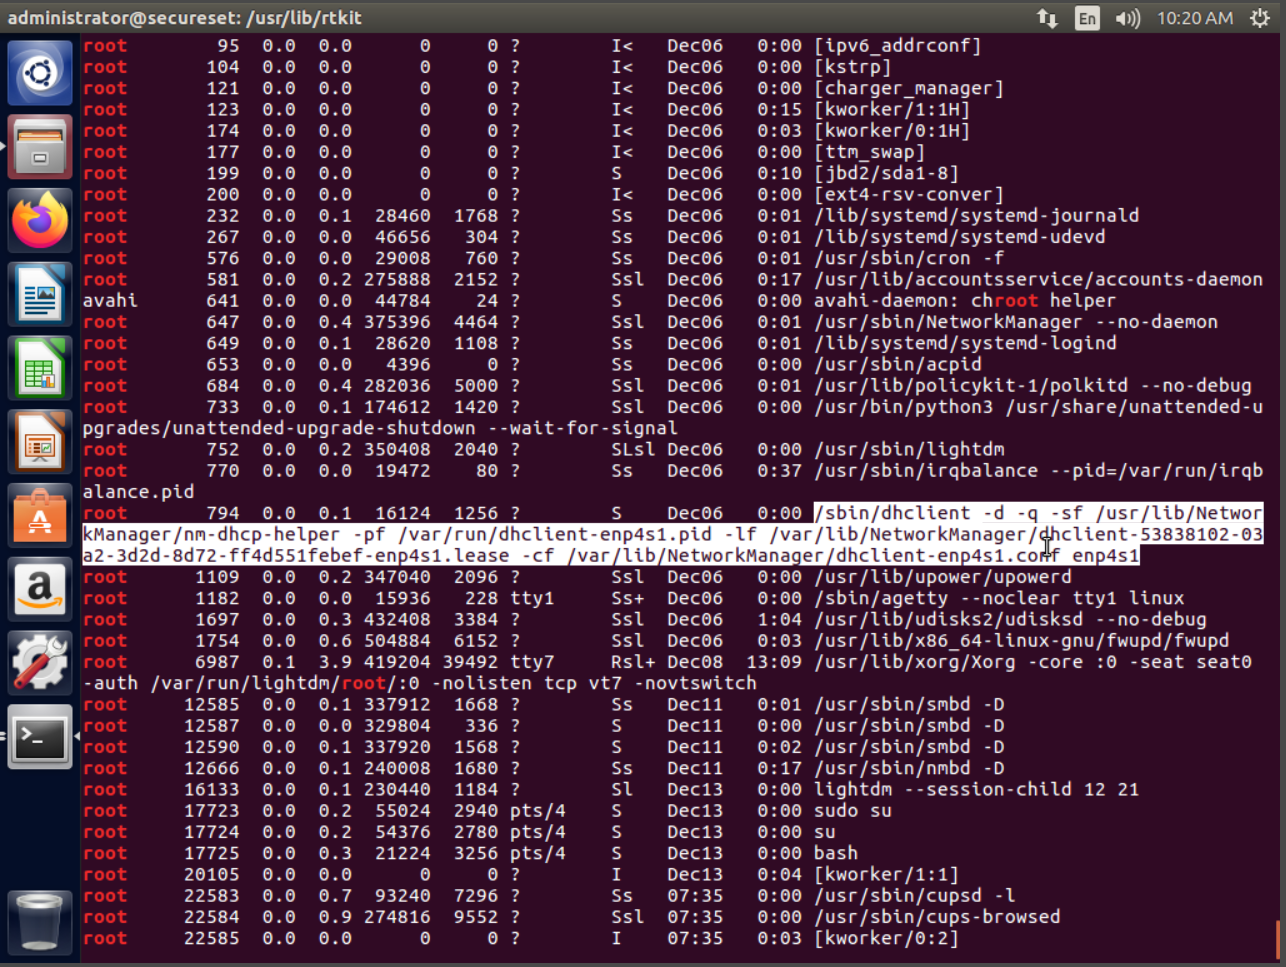 administrator@secureset: /usr/lib/rtkit En 10:20 AM
root 95 0.0 0.0 0 0 ? I< Dec06 0:00 [ipv6_addrconf]
root 104 0.0 0.0 0 0 ? I< Dec06 0:00 [kstrp]
root 121 0.0 0.0 0 0 ? I< Dec06 0:00 [charger_manager]
root 123 0.0 0.0 0 0 ? I< Dec06 0:15 [kworker/1:1H]
root 174 0.0 0.0 0 0 ? I< Dec06 0:03 [kworker/0:1H]
root 177 0.0 0.0 0 0 ? I< Dec06 0:00 [ttm_swap]
root 199 0.0 0.0 0 0 ? S Dec06 0:10 [jbd2/sda1-8]
root 200 0.0 0.0 0 0 ? I< Dec06 0:00 [ext4-rsv-conver]
root 232 0.0 0.1 28460 1768 ? Ss Dec06 0:01 /lib/systemd/systemd-journald
root 267 0.0 0.0 46656 304 ? Ss Dec06 0:01 /lib/systemd/systemd-udevd
root 576 0.0 0.0 29008 760 ? Ss Dec06 0:01 /usr/sbin/cron -f
root 581 0.0 0.2 275888 2152 ? Ssl Dec06 0:17 /usr/lib/accountsservice/accounts-daemon
avahi 641 0.0 0.0 44784 24 ? S Dec06 0:00 avahi-daemon: chroot helper
root 647 0.0 0.4 375396 4464 ? Ssl Dec06 0:01 /usr/sbin/NetworkManager --no-daemon
root 649 0.0 0.1 28620 1108 ? Ss Dec06 0:01 /lib/systemd/systemd-logind
root 653 0.0 0.0 4396 0 ? Ss Dec06 0:00 /usr/sbin/acpid
root 684 0.0 0.4 282036 5000 ? Ssl Dec06 0:01 /usr/lib/policykit-1/polkitd --no-debug
root 733 0.0 0.1 174612 1420 ? Ssl Dec06 0:00 /usr/bin/python3 /usr/share/unattended-u
pgrades/unattended-upgrade-shutdown --wait-for-signal
root 752 0.0 0.2 350408 2040 ? SLsl Dec06 0:00 /usr/sbin/lightdm
root 770 0.0 0.0 19472 80 ? Ss Dec06 0:37 /usr/sbin/irqbalance --pid=/var/run/irqb
alance.pid
root 794 0.0 0.1 16124 1256 ? S Dec06 0:00 /sbin/dhclient -d -q -sf /usr/lib/Networ
kManager/nm-dhcp-helper -pf /var/run/dhclient-enp4s1.pid -lf /var/lib/NetworkManager/dhclient-53838102-03
a2-3d2d-8d72-ff4d551febef-enp4s1.lease -cf /var/lib/NetworkManager/dhclient-enp4s1.conf enp4s1
root 1109 0.0 0.2 347040 2096 ? Ssl Dec06 0:00 /usr/lib/upower/upowerd
root 1182 0.0 0.0 15936 228 tty1 Ss+ Dec06 0:00 /sbin/agetty --noclear tty1 linux
root 1697 0.0 0.3 432408 3384 ? Ssl Dec06 1:04 /usr/lib/udisks2/udisksd --no-debug
root 1754 0.0 0.6 504884 6152 ? Ssl Dec06 0:03 /usr/lib/x86_64-linux-gnu/fwupd/fwupd
root 6987 0.1 3.9 419204 39492 tty7 Rsl+ Dec08 13:09 /usr/lib/xorg/Xorg -core :0 -seat seat0
-auth /var/run/lightdm/root/:0 -nolisten tcp vt7 -novtswitch
root 12585 0.0 0.1 337912 1668 ? Ss Dec11 0:01 /usr/sbin/smbd -D
root 12587 0.0 0.0 329804 336 ? S Dec11 0:00 /usr/sbin/smbd -D
root 12590 0.0 0.1 337920 1568 ? S Dec11 0:02 /usr/sbin/smbd -D
root 12666 0.0 0.1 240008 1680 ? Ss Dec11 0:17 /usr/sbin/nmbd -D
root 16133 0.0 0.1 230440 1184 ? Sl Dec13 0:00 lightdm --session-child 12 21
root 17723 0.0 0.2 55024 2940 pts/4 S Dec13 0:00 sudo su
root 17724 0.0 0.2 54376 2780 pts/4 S Dec13 0:00 su
root 17725 0.0 0.3 21224 3256 pts/4 S Dec13 0:00 bash
root 20105 0.0 0.0 0 0 ? I Dec13 0:04 [kworker/1:1]
root 22583 0.0 0.7 93240 7296 ? Ss 07:35 0:00 /usr/sbin/cupsd -l
root 22584 0.0 0.9 274816 9552 ? Ssl 07:35 0:00 /usr/sbin/cups-browsed
root 22585 0.0 0.0 0 0 ? I 07:35 0:03 [kworker/0:2]